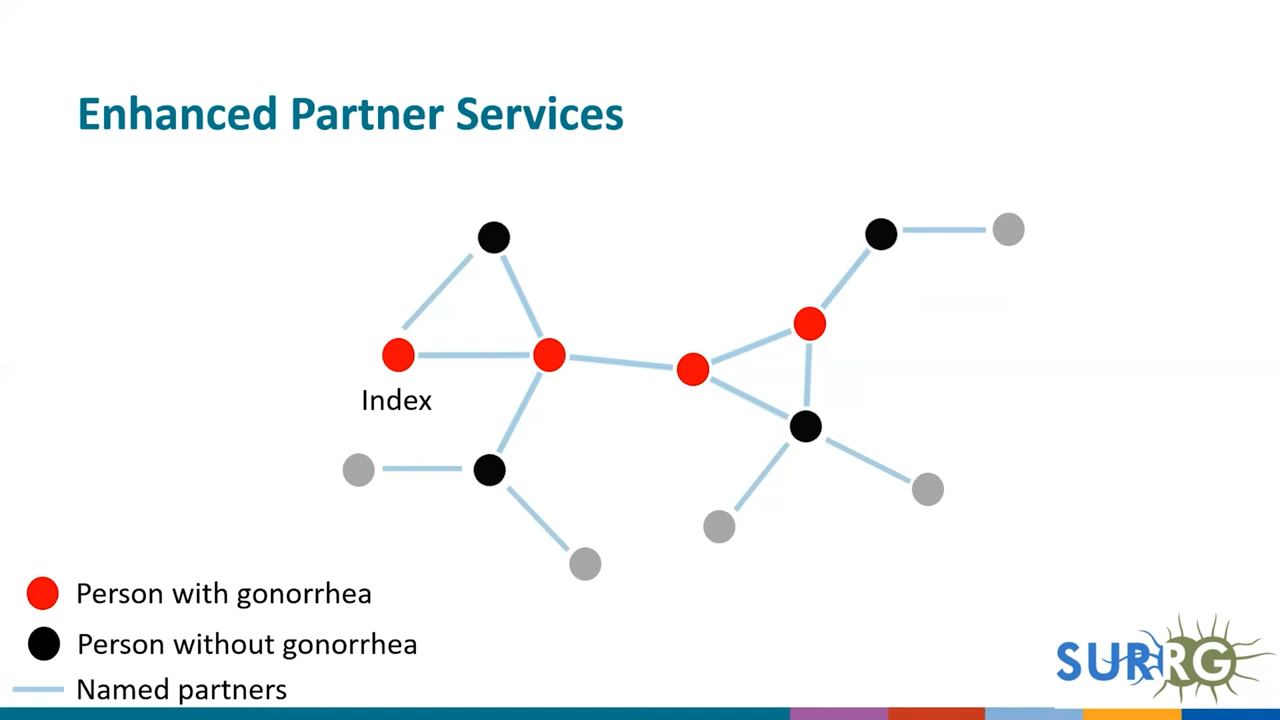 Enhanced Partner Services
Index
Person with gonorrhea
Person without gonorrhea
Named partners
SURRG